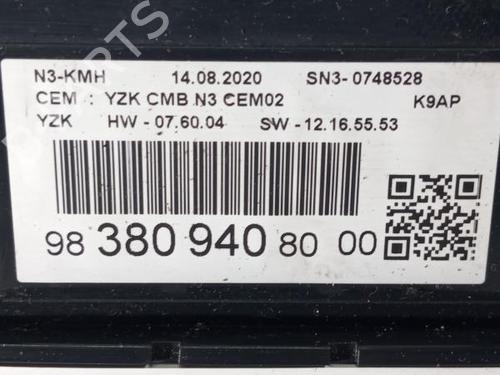 N3-KMH 14.08.2020 SN3- 0748528
CEM : YZK CMB N3 CEM02 K9AP
YZK HW - 07.60.04 SW - 12.16.55.53
98 380 940 80 00